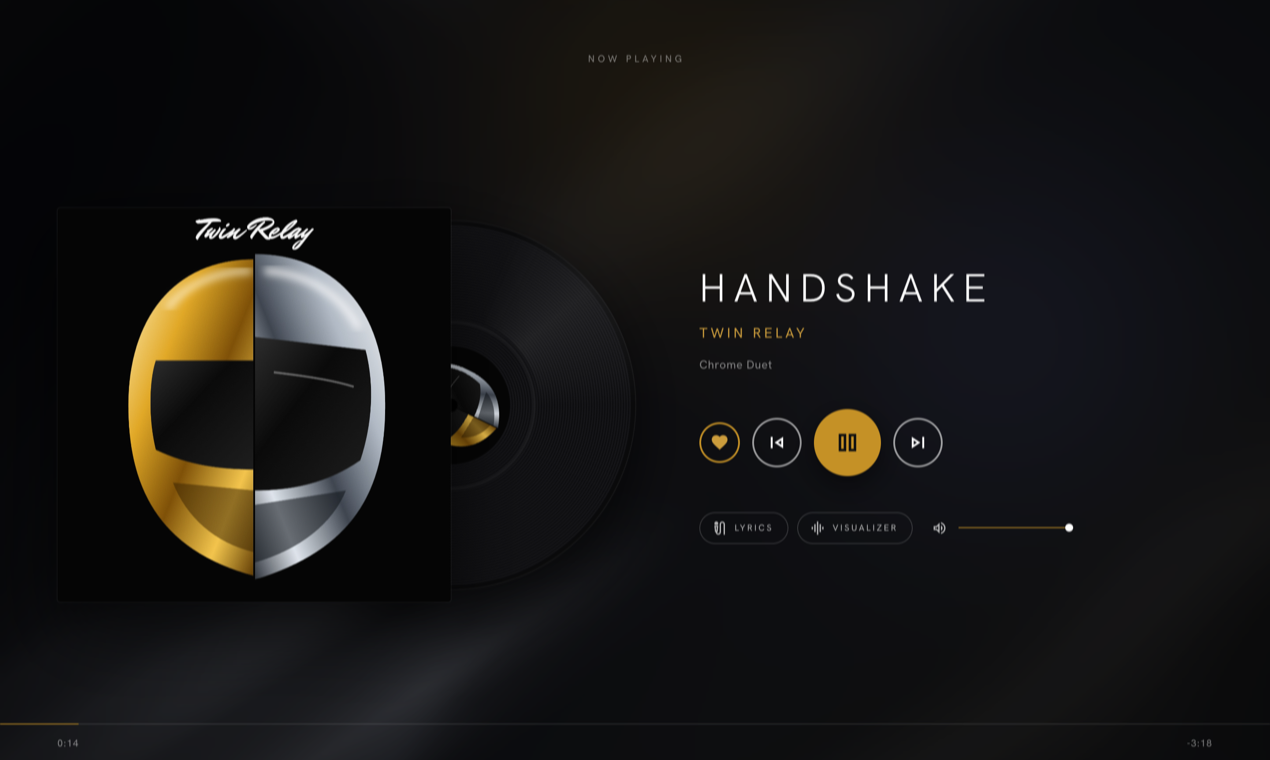 NOW PLAYING
Twin Relay
HANDSHAKE
TWIN RELAY
Chrome Duet
LYRICS
VISUALIZER
0:14
-3:18